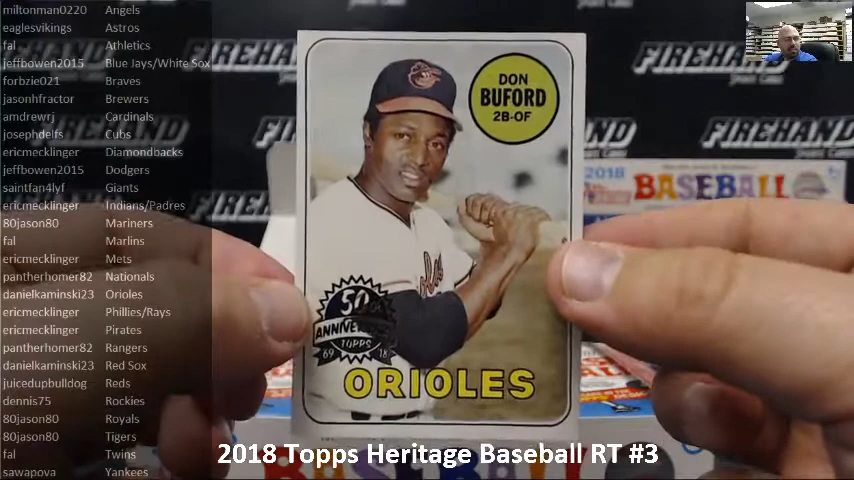 miltonman0220 Angels
eaglesvikings Astros
fal Athletics
jeffbowen2015 Blue Jays/White Sox
forbzie021 Braves
jasonhfractor Brewers
amdrewrj Cardinals
josephdelfs Cubs
ericmecklinger Diamondbacks
jeffbowen2015 Dodgers
saintfan4lyf Giants
ericmecklinger Indians/Padres
80jason80 Mariners
fal Marlins
ericmecklinger Mets
pantherhomer82 Nationals
danielkaminski23 Orioles
ericmecklinger Phillies/Rays
ericmecklinger Pirates
pantherhomer82 Rangers
danielkaminski23 Red Sox
juicedupbulldog Reds
dennis75 Rockies
80jason80 Royals
80jason80 Tigers
fal Twins
sawapova Yankees
DON
BUFORD
2B-OF
50th
ANNIVERSARY
TOPPS
69 18
ORIOLES
FIREHAND
FIREHAND
FIREHAND
2018
BASEBALL
2018 Topps Heritage Baseball RT #3